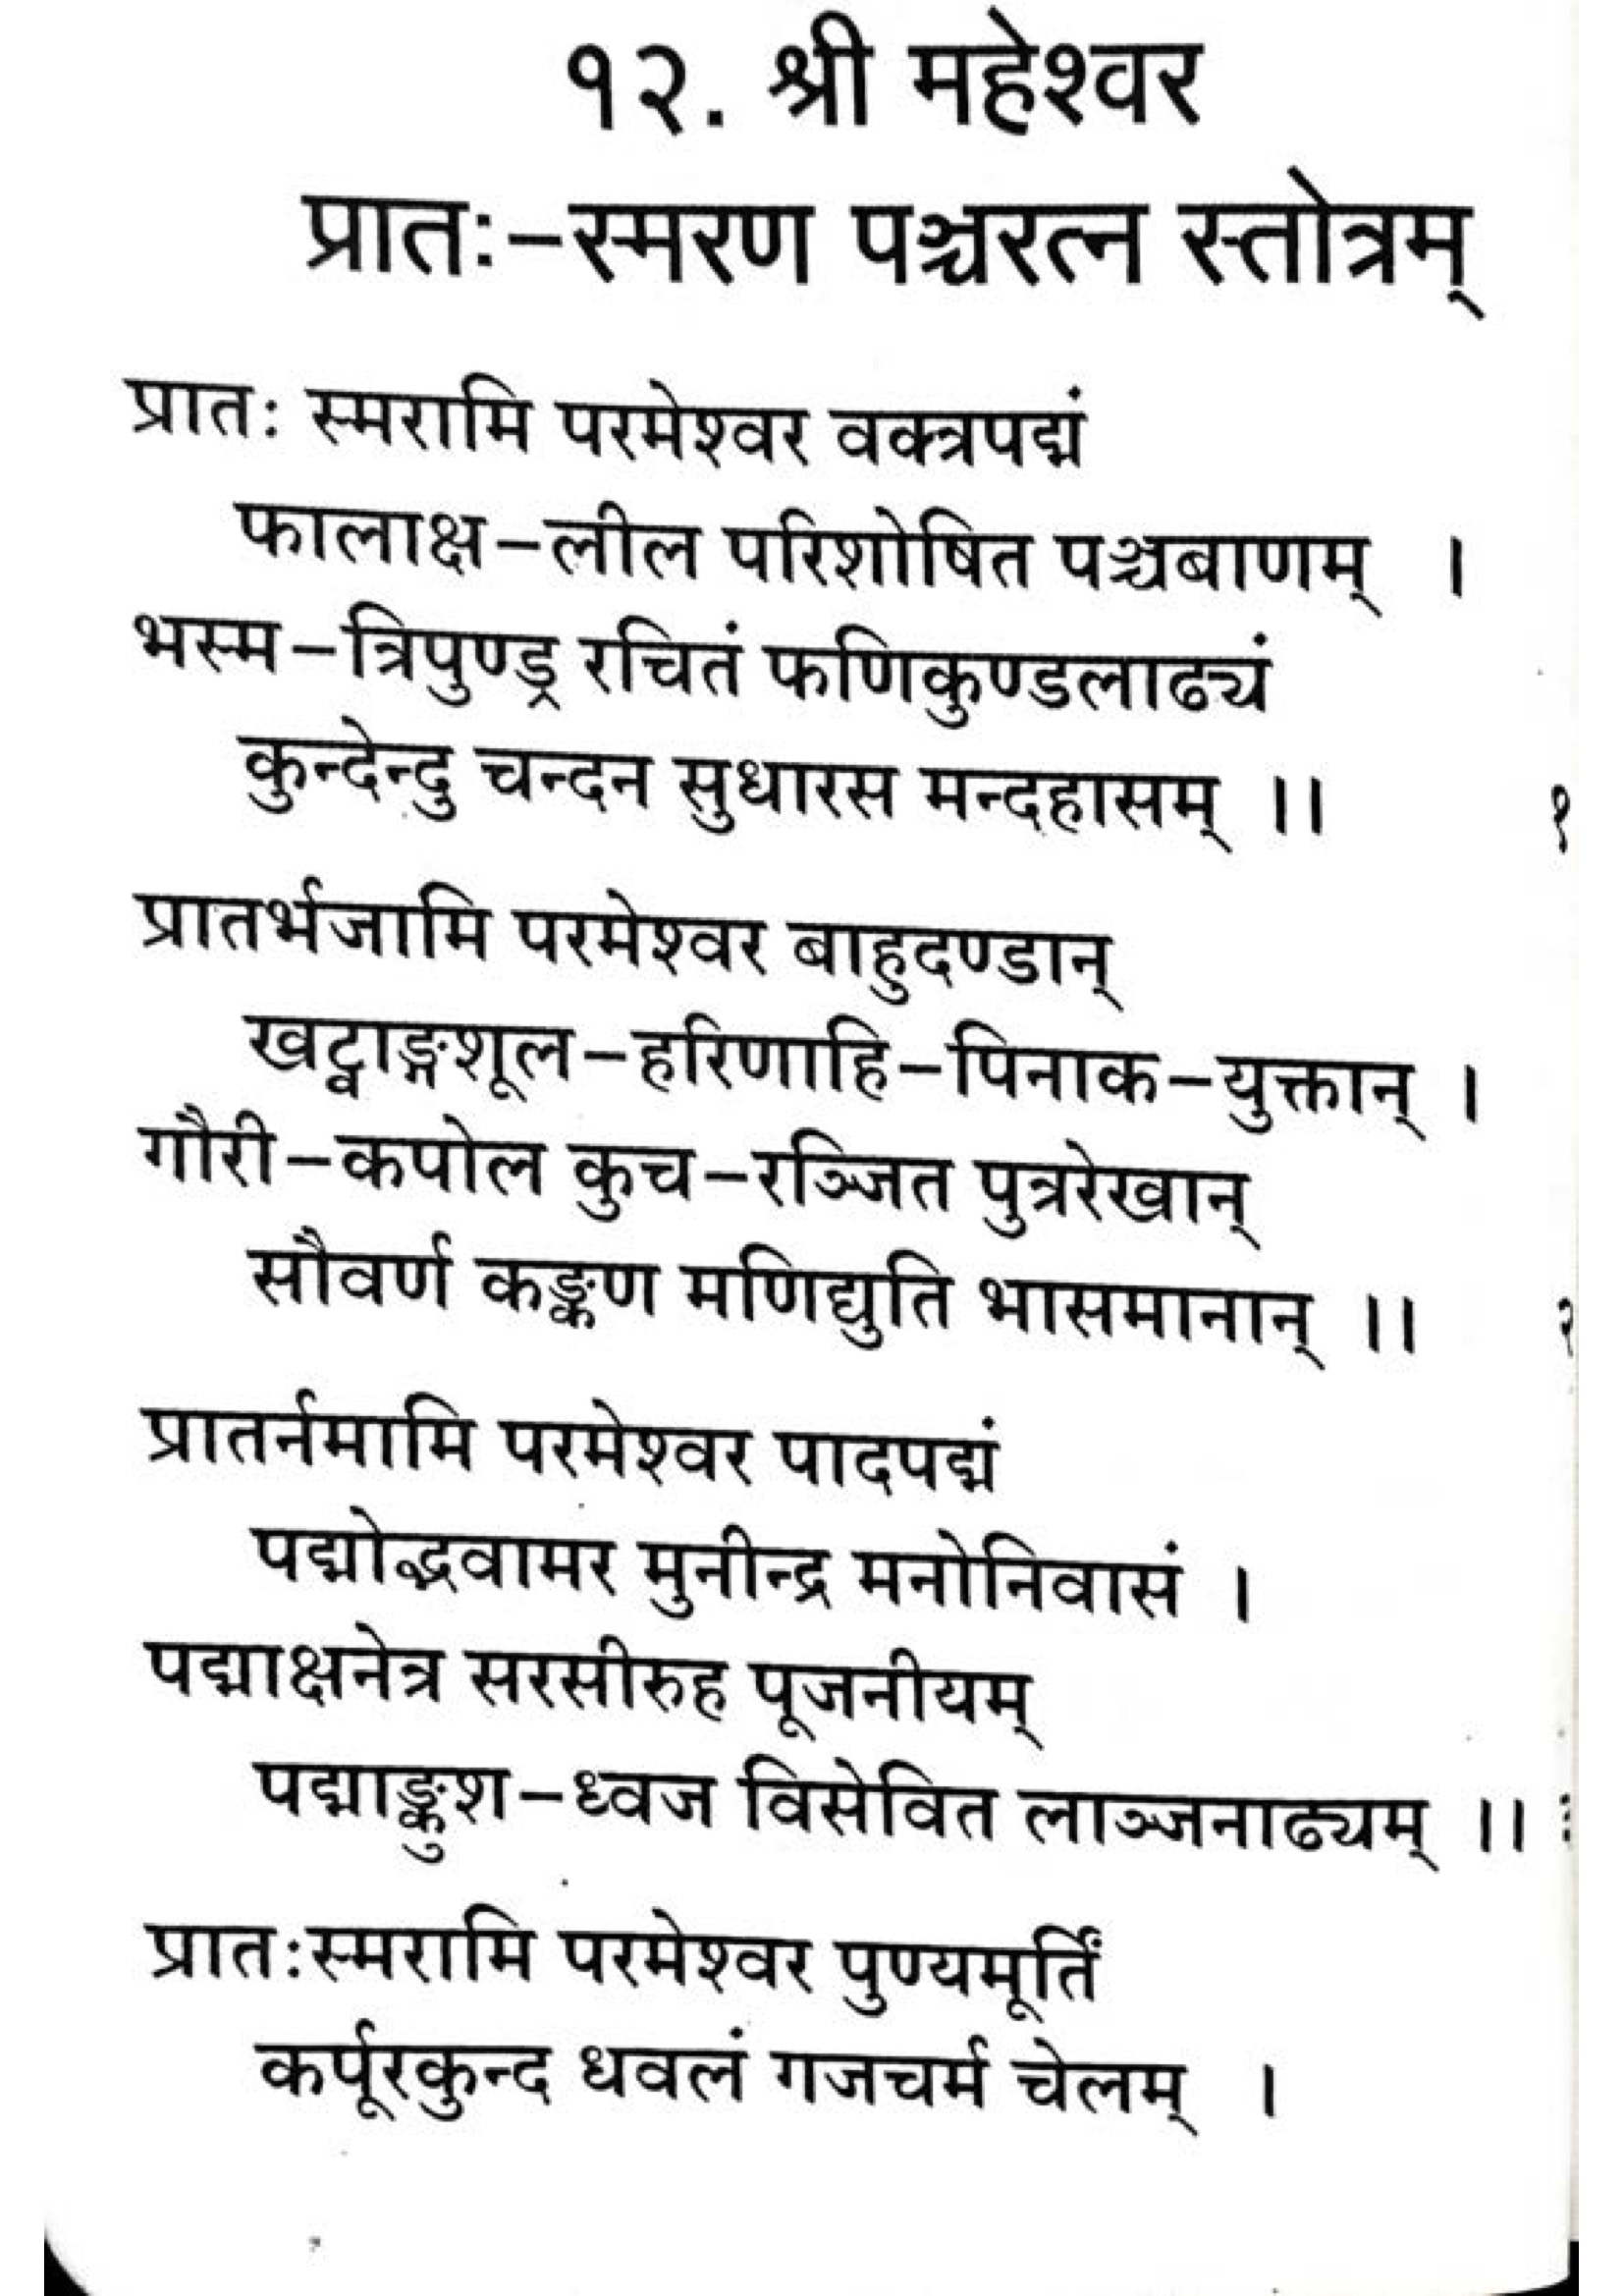 १२. श्री महेश्वर
प्रातः-स्मरण पञ्चरत्न स्तोत्रम्
प्रातः स्मरामि परमेश्वर वक्त्रपद्मं
फालाक्ष-लील परिशोषित पञ्चबाणम् ।
भस्म-त्रिपुण्ड्र रचितं फणिकुण्डलाढ्यं
कुन्देन्दु चन्दन सुधारस मन्दहासम् ।। १
प्रातर्भजामि परमेश्वर बाहुदण्डान्
खट्वाङ्गशूल-हरिणाहि-पिनाक-युक्तान् ।
गौरी-कपोल कुच-रञ्जित पुत्ररेखान्
सौवर्ण कङ्कण मणिद्युति भासमानान् ।। २
प्रातर्नमामि परमेश्वर पादपद्मं
पद्मोद्भवामर मुनीन्द्र मनोनिवासं ।
पद्माक्षनेत्र सरसीरुह पूजनीयम्
पद्माङ्कुश-ध्वज विसेवित लाञ्जनाढ्यम् ।।
प्रातःस्मरामि परमेश्वर पुण्यमूर्तिं
कर्पूरकुन्द धवलं गजचर्म चेलम् ।